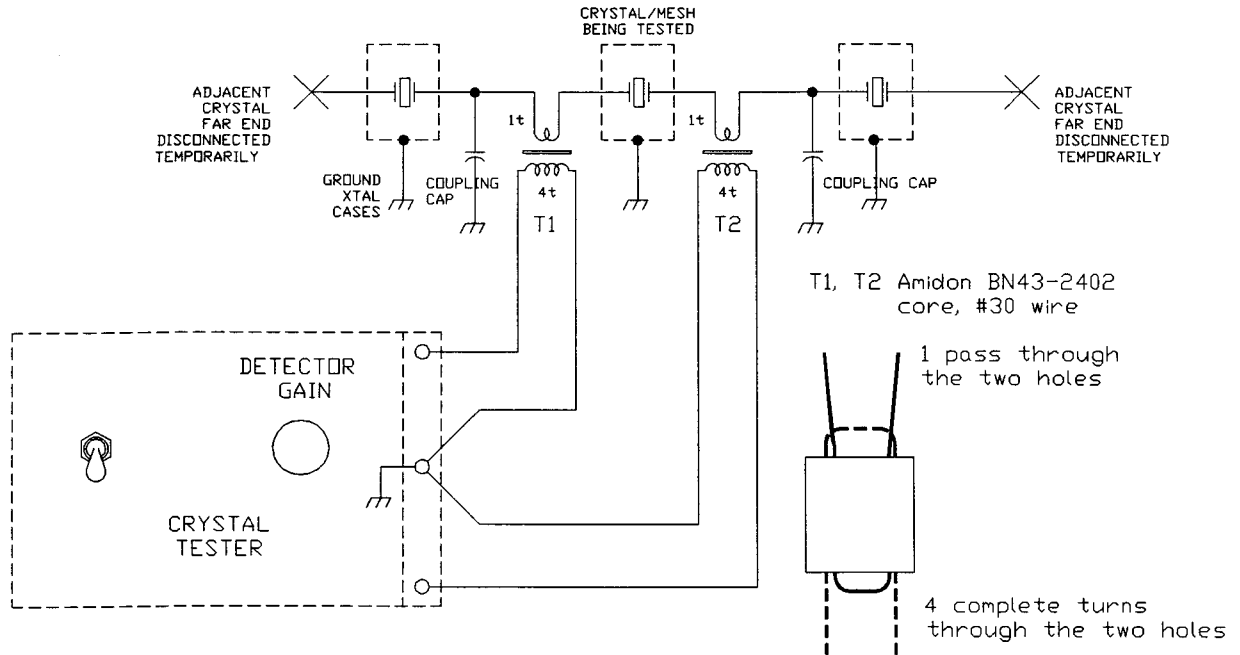 CRYSTAL/MESH
BEING TESTED
ADJACENT
CRYSTAL
FAR END
DISCONNECTED
TEMPORARILY
1t
1t
ADJACENT
CRYSTAL
FAR END
DISCONNECTED
TEMPORARILY
GROUND
XTAL
CASES
COUPLING
CAP
4t
T1
4t
T2
COUPLING CAP
T1, T2 Amidon BN43-2402
core, #30 wire
1 pass through
the two holes
DETECTOR
GAIN
CRYSTAL
TESTER
4 complete turns
through the two holes